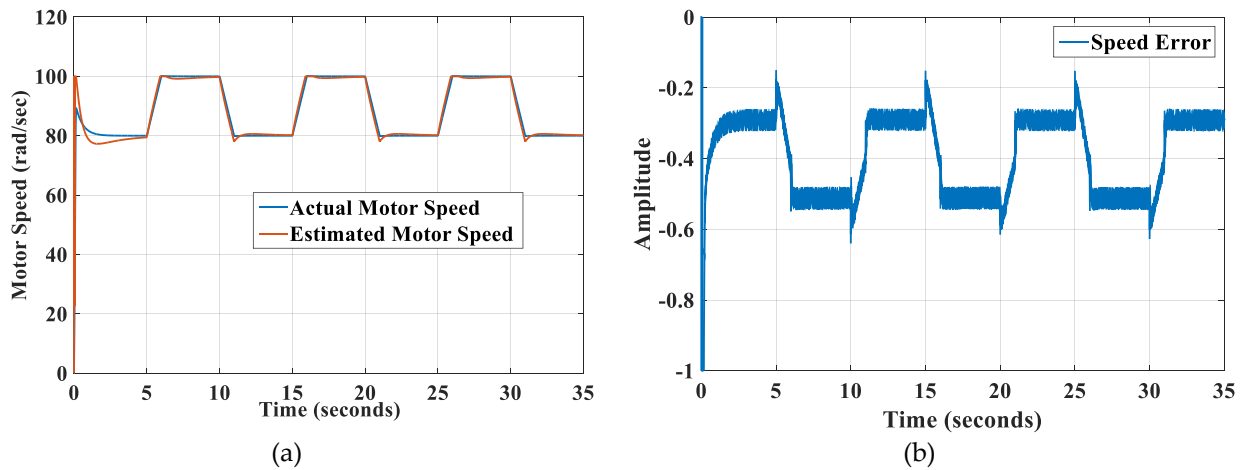 120
100
80
60
40
20
0
Motor Speed (rad/sec)
Actual Motor Speed
Estimated Motor Speed
0 5 10 15 20 25 30 35
Time (seconds)
(a)
0
-0.2
-0.4
-0.6
-0.8
-1
Amplitude
Speed Error
0 5 10 15 20 25 30 35
Time (seconds)
(b)